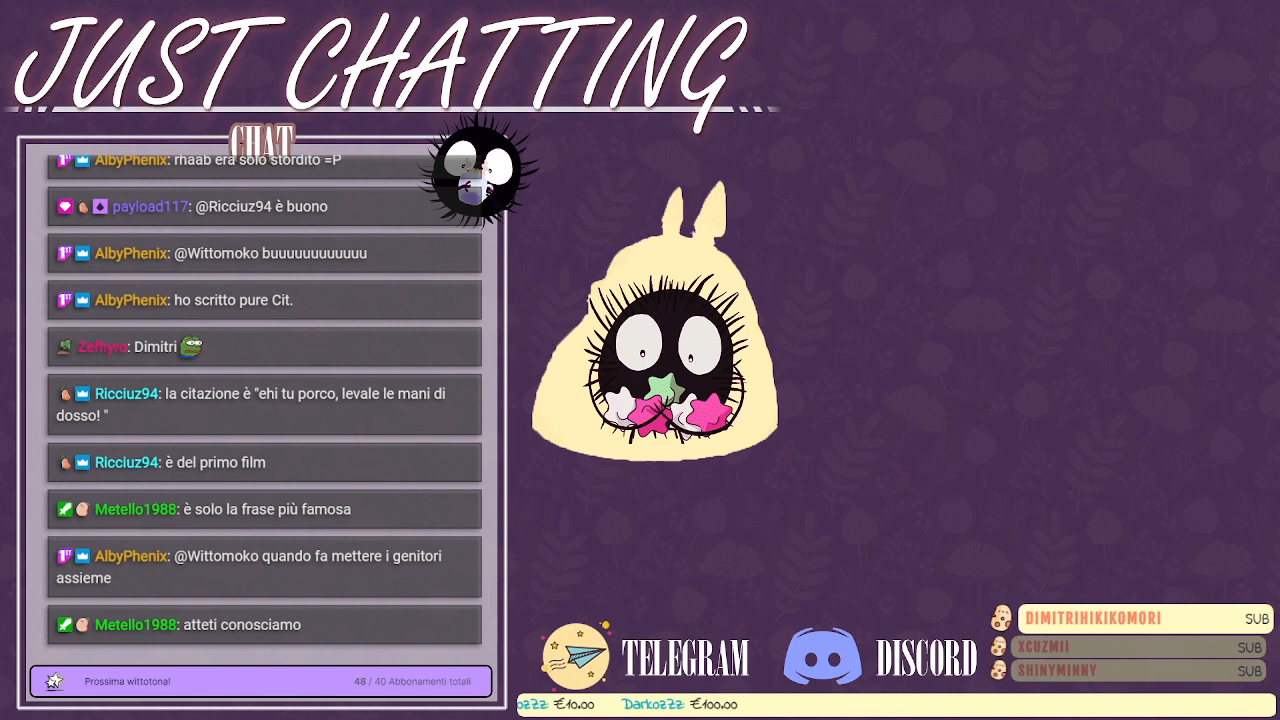 JUST CHATTING
CHAT
AlbyPhenix: rhaab era solo stordito =P
payload117: @Ricciuz94 è buono
AlbyPhenix: @Wittomoko buuuuuuuuuuuu
AlbyPhenix: ho scritto pure Cit.
Zefhyro: Dimitri
Ricciuz94: la citazione è "ehi tu porco, levale le mani di
dosso! "
Ricciuz94: è del primo film
Metello1988: è solo la frase più famosa
AlbyPhenix: @Wittomoko quando fa mettere i genitori
assieme
Metello1988: atteti conosciamo
Prossima wittotona! 48 / 40 Abbonamenti totali
TELEGRAM
DISCORD
DIMITRIHIKIKOMORI SUB
XCUZMII SUB
SHINYMINNY SUB
ozZz: €10.00 DarkozZz: €100.00